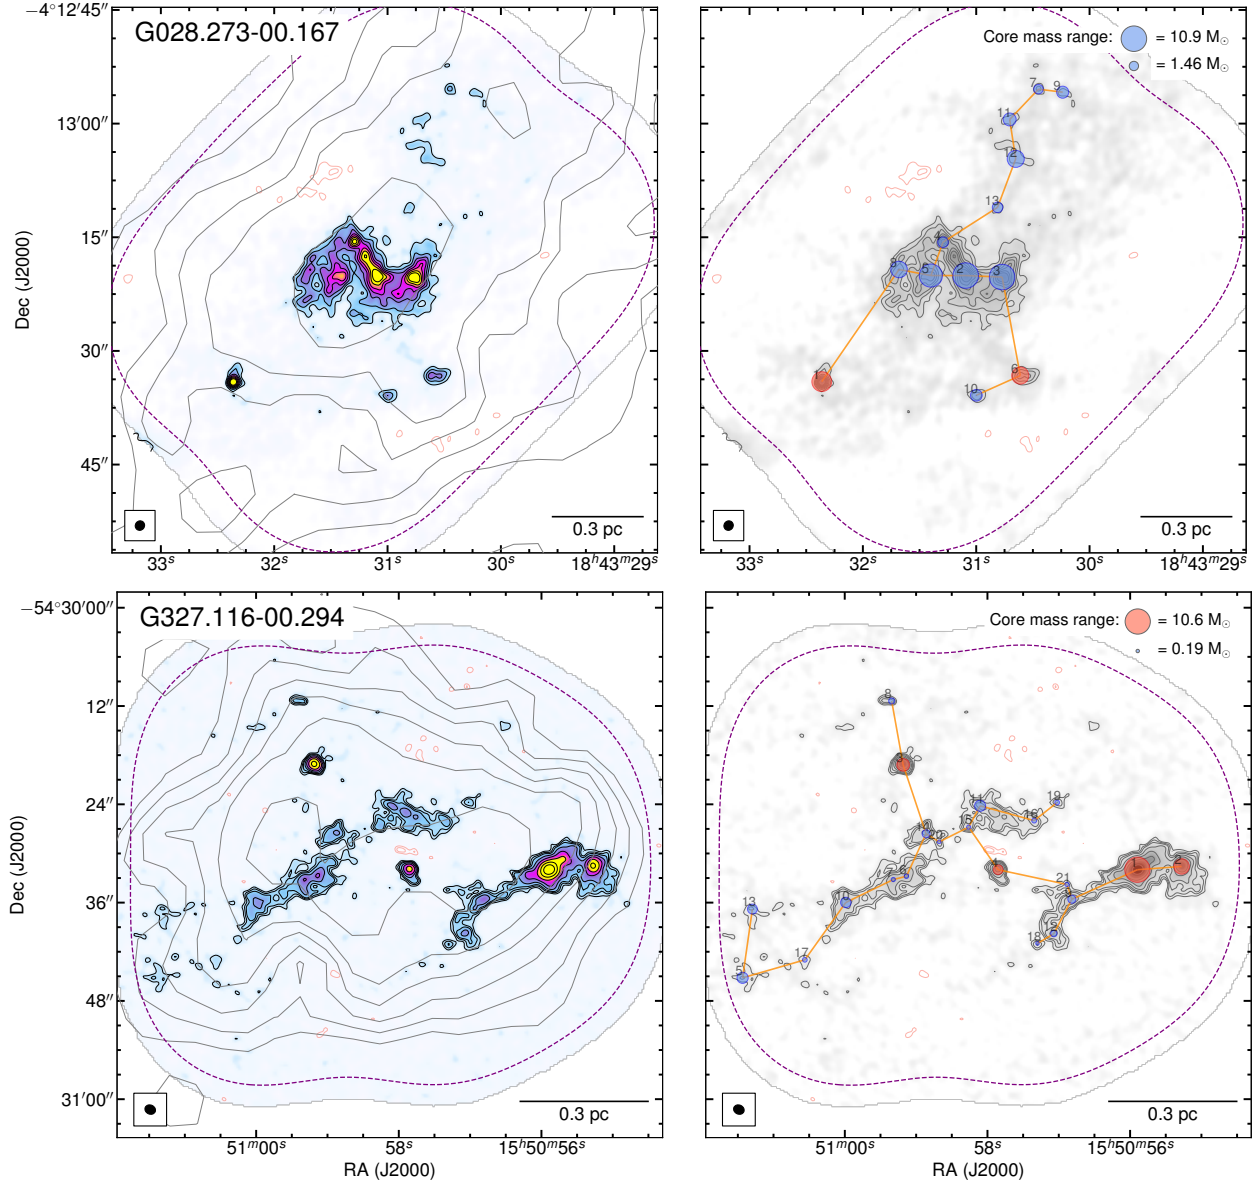 −4°12′45″
G028.273-00.167
Core mass range: = 10.9 M☉
= 1.46 M☉
13′00″
15″
30″
45″
Dec (J2000)
0.3 pc
33ˢ 32ˢ 31ˢ 30ˢ 18ʰ43ᵐ29ˢ
7 9
11
12
13
4
8 5 2 3
1 6
10
0.3 pc
33ˢ 32ˢ 31ˢ 30ˢ 18ʰ43ᵐ29ˢ
−54°30′00″
G327.116-00.294
Core mass range: = 10.6 M☉
= 0.19 M☉
12″
24″
36″
48″
31′00″
Dec (J2000)
0.3 pc
51ᵐ00ˢ 58ˢ 15ʰ50ᵐ56ˢ
RA (J2000)
8
3
19
4 1 2
21
9
13
17
18
5
0.3 pc
51ᵐ00ˢ 58ˢ 15ʰ50ᵐ56ˢ
RA (J2000)